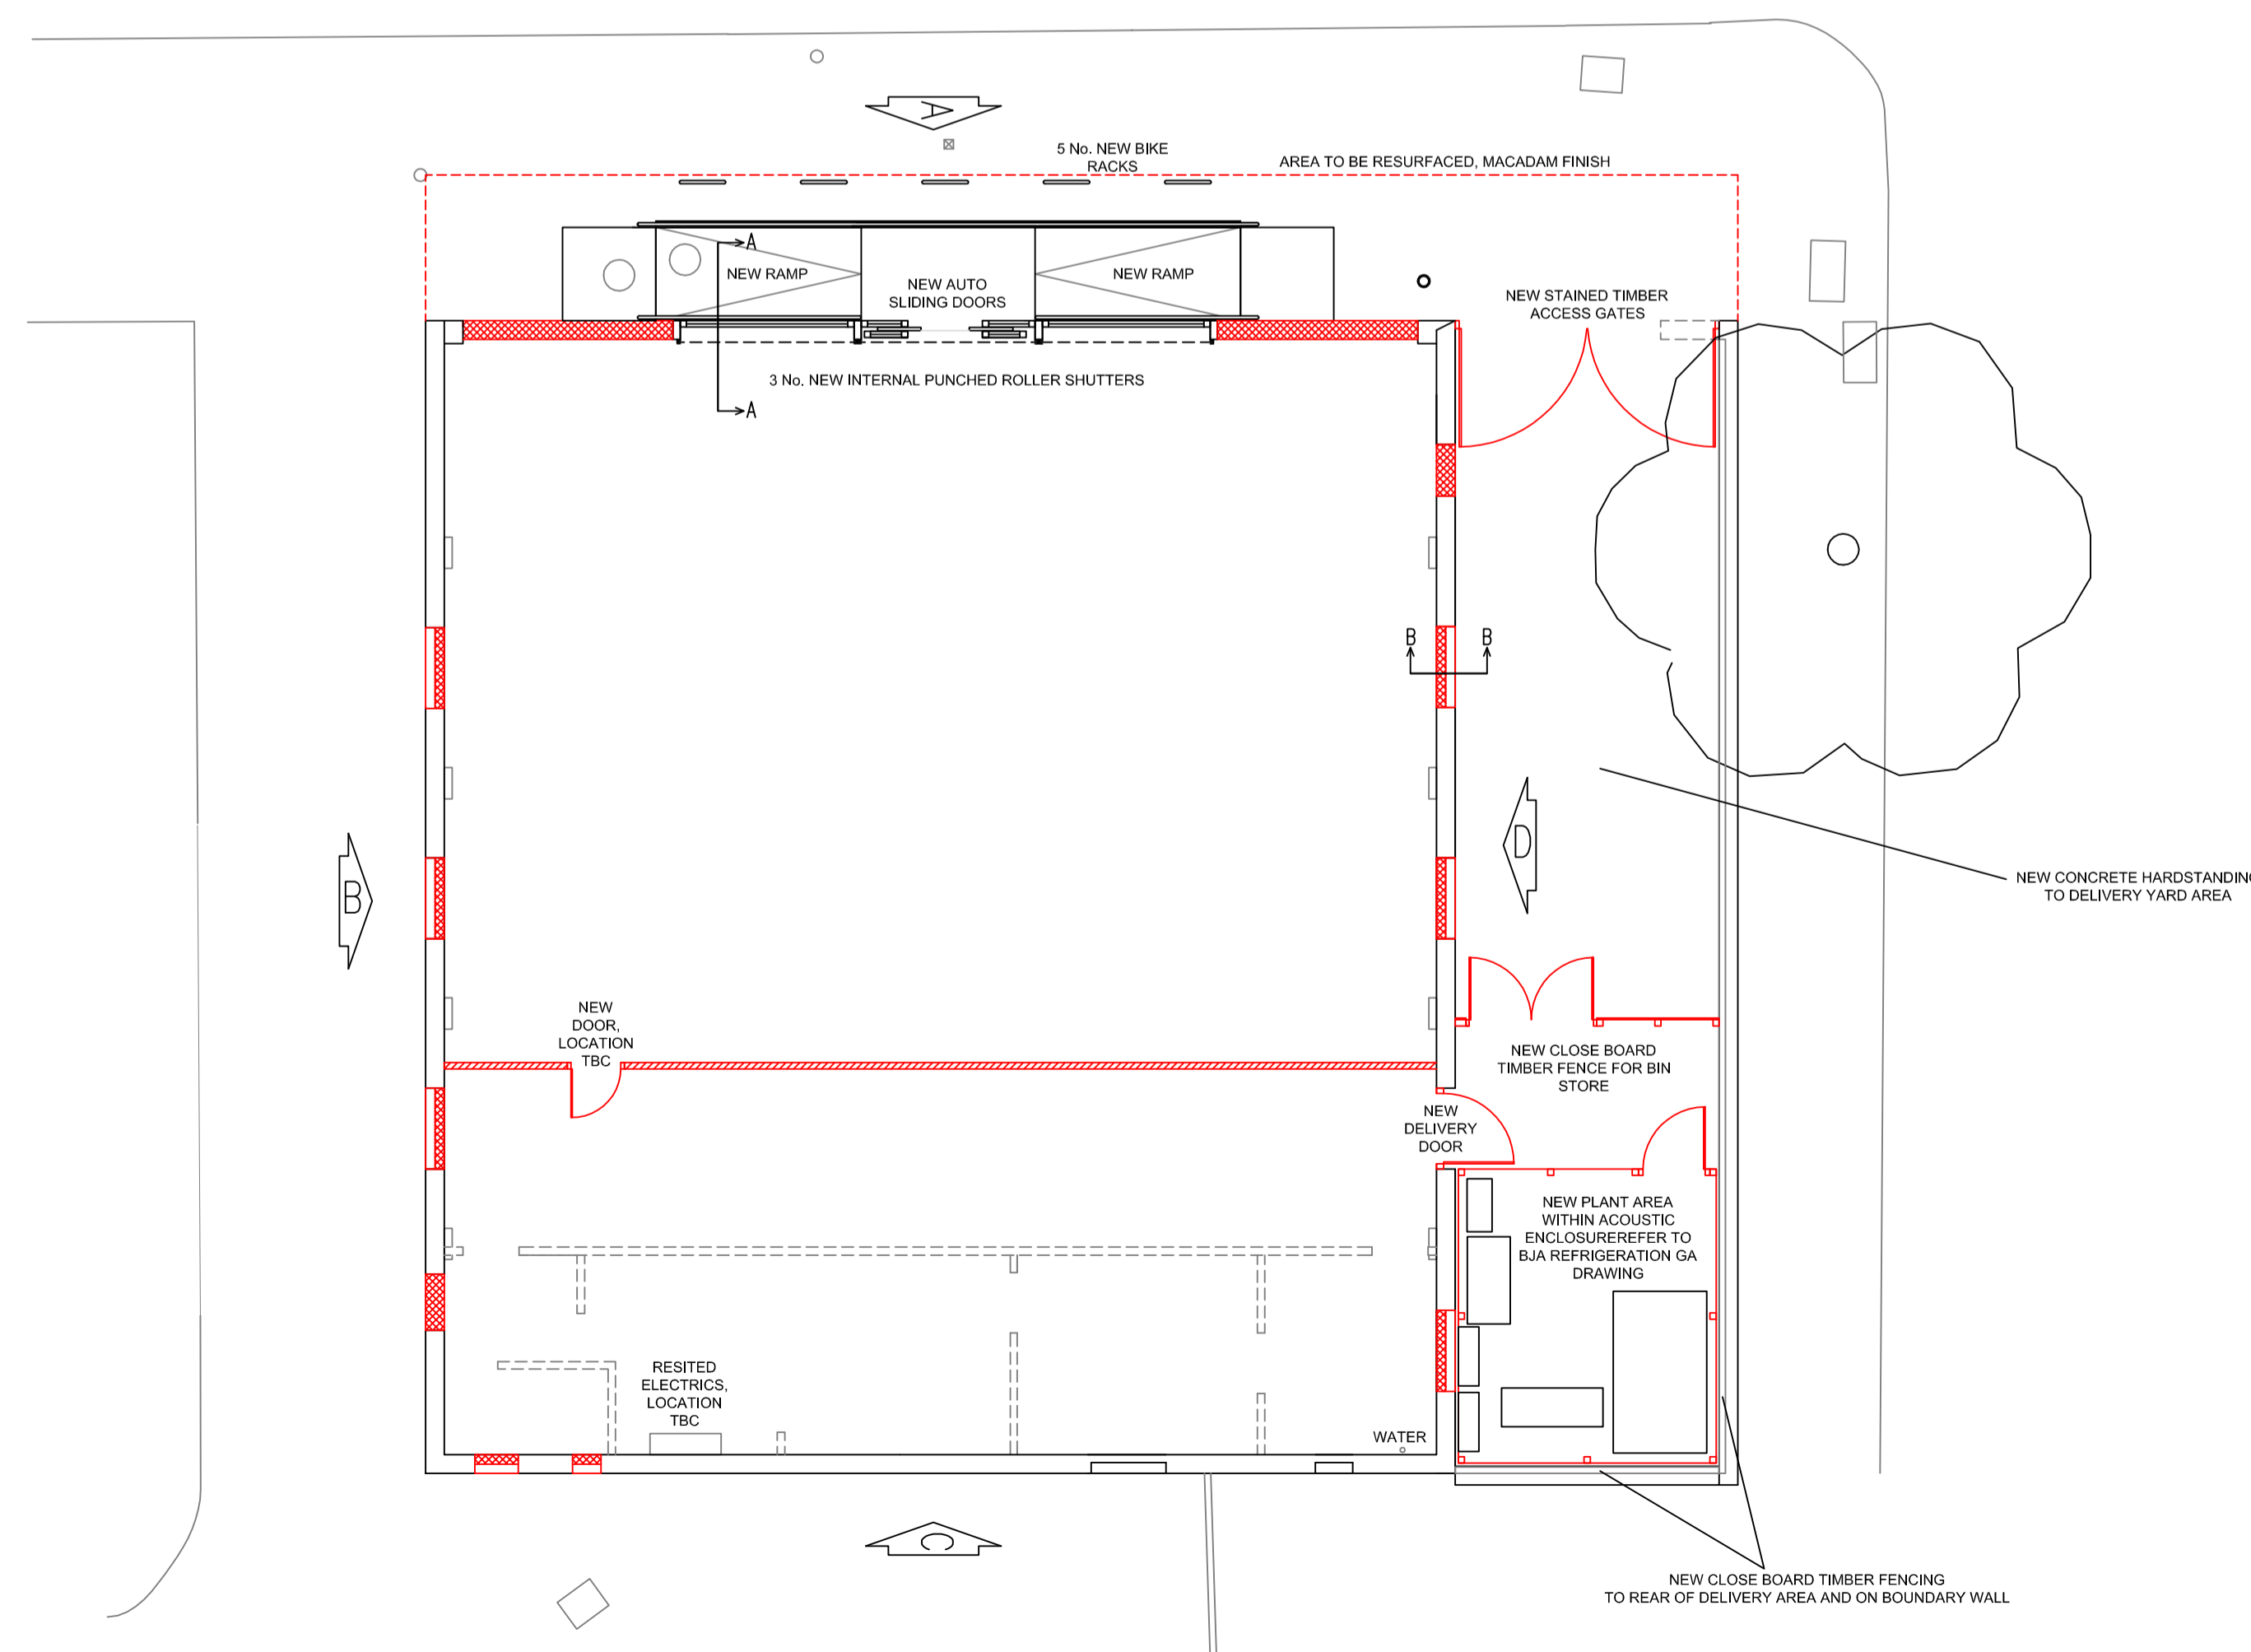 A
5 No. NEW BIKE
RACKS
AREA TO BE RESURFACED, MACADAM FINISH
A
NEW RAMP
NEW AUTO
SLIDING DOORS
NEW RAMP
NEW STAINED TIMBER
ACCESS GATES
3 No. NEW INTERNAL PUNCHED ROLLER SHUTTERS
A
B
B
D
B
NEW CONCRETE HARDSTANDING
TO DELIVERY YARD AREA
NEW
DOOR,
LOCATION
TBC
NEW CLOSE BOARD
TIMBER FENCE FOR BIN
STORE
NEW
DELIVERY
DOOR
NEW PLANT AREA
WITHIN ACOUSTIC
ENCLOSUREREFER TO
BJA REFRIGERATION GA
DRAWING
RESITED
ELECTRICS,
LOCATION
TBC
WATER
C
NEW CLOSE BOARD TIMBER FENCING
TO REAR OF DELIVERY AREA AND ON BOUNDARY WALL